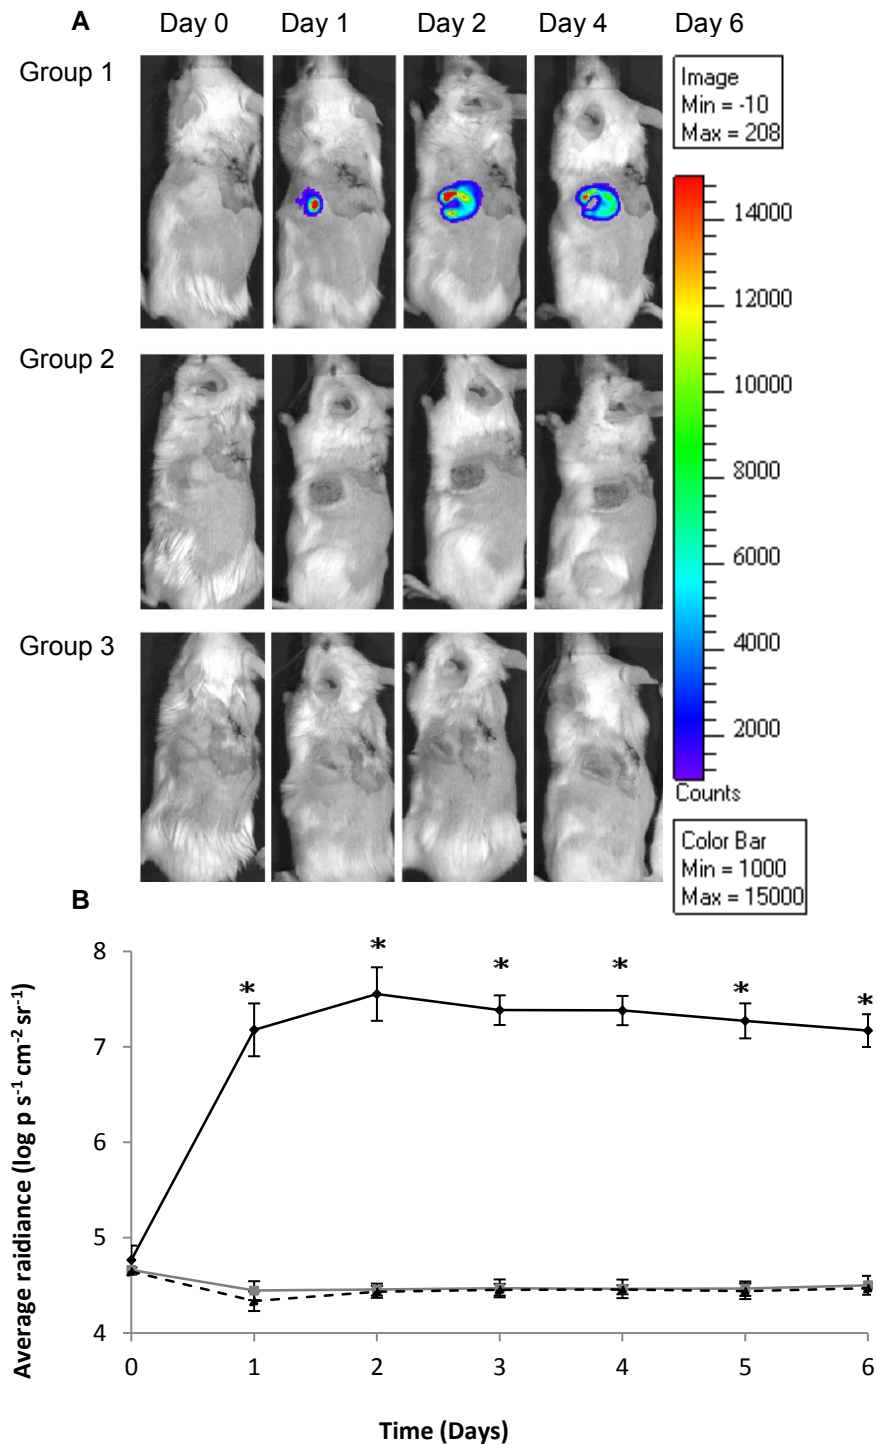 A Day 0 Day 1 Day 2 Day 4 Day 6
Group 1
Image
Min = -10
Max = 208
14000
12000
10000
8000
6000
4000
2000
Counts
Color Bar
Min = 1000
Max = 15000
Group 2
Group 3
B
Average raidiance (log p s⁻¹ cm⁻² sr⁻¹)
8
7
6
5
4
* * * * * * *
0 1 2 3 4 5 6
Time (Days)